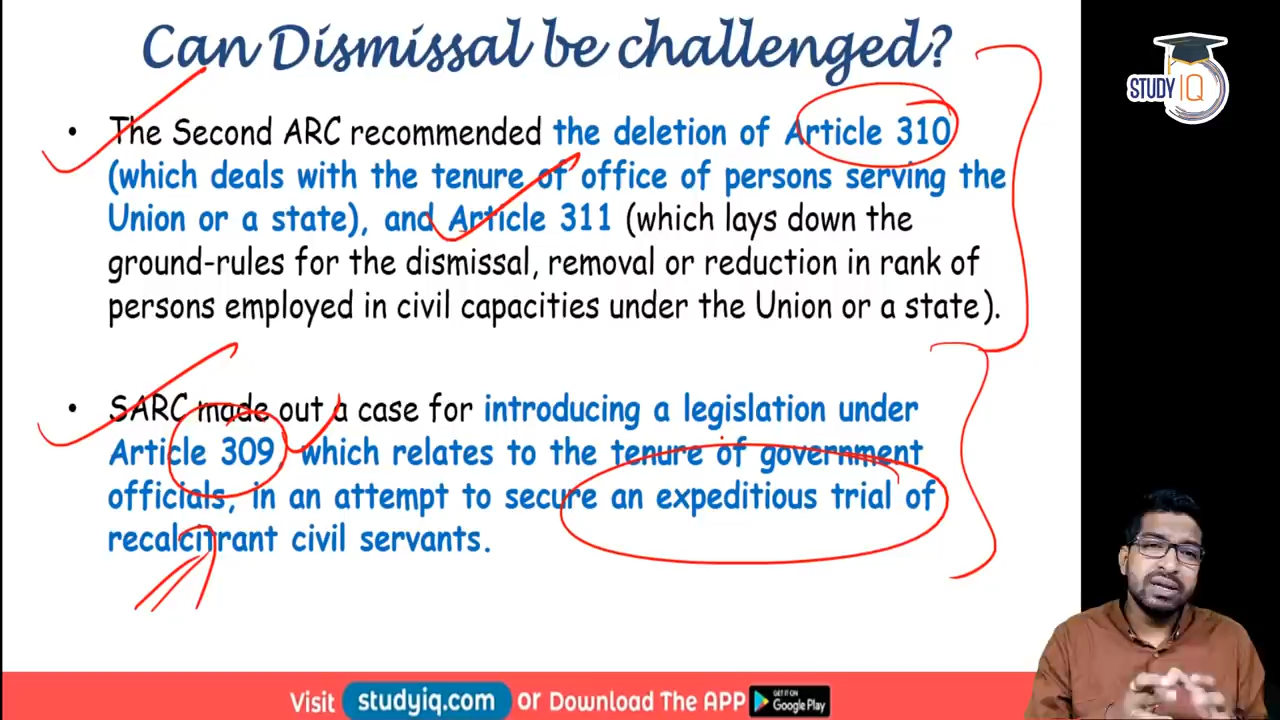 Can Dismissal be challenged?
STUDY IQ
• The Second ARC recommended the deletion of Article 310
(which deals with the tenure of office of persons serving the
Union or a state), and Article 311 (which lays down the
ground-rules for the dismissal, removal or reduction in rank of
persons employed in civil capacities under the Union or a state).
• SARC made out a case for introducing a legislation under
Article 309, which relates to the tenure of government
officials, in an attempt to secure an expeditious trial of
recalcitrant civil servants.
Visit studyiq.com or Download The APP GET IT ON Google Play